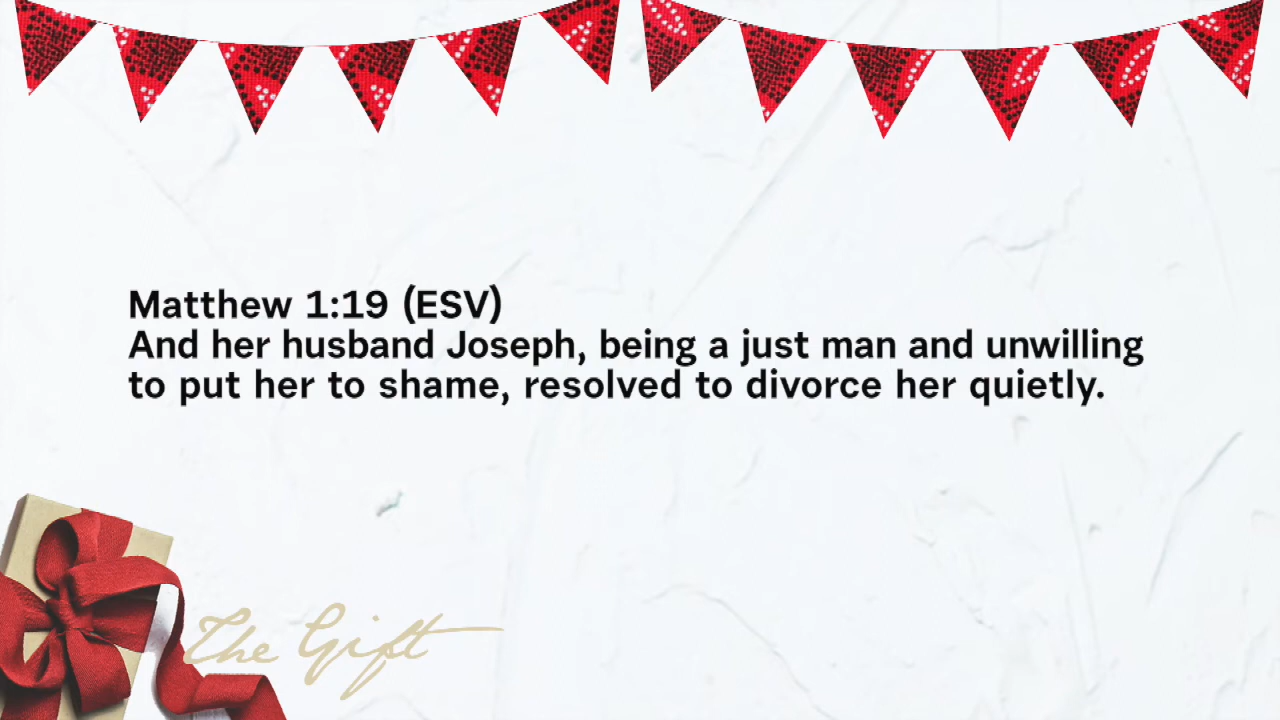 Matthew 1:19 (ESV)
And her husband Joseph, being a just man and unwilling
to put her to shame, resolved to divorce her quietly.
The Gift